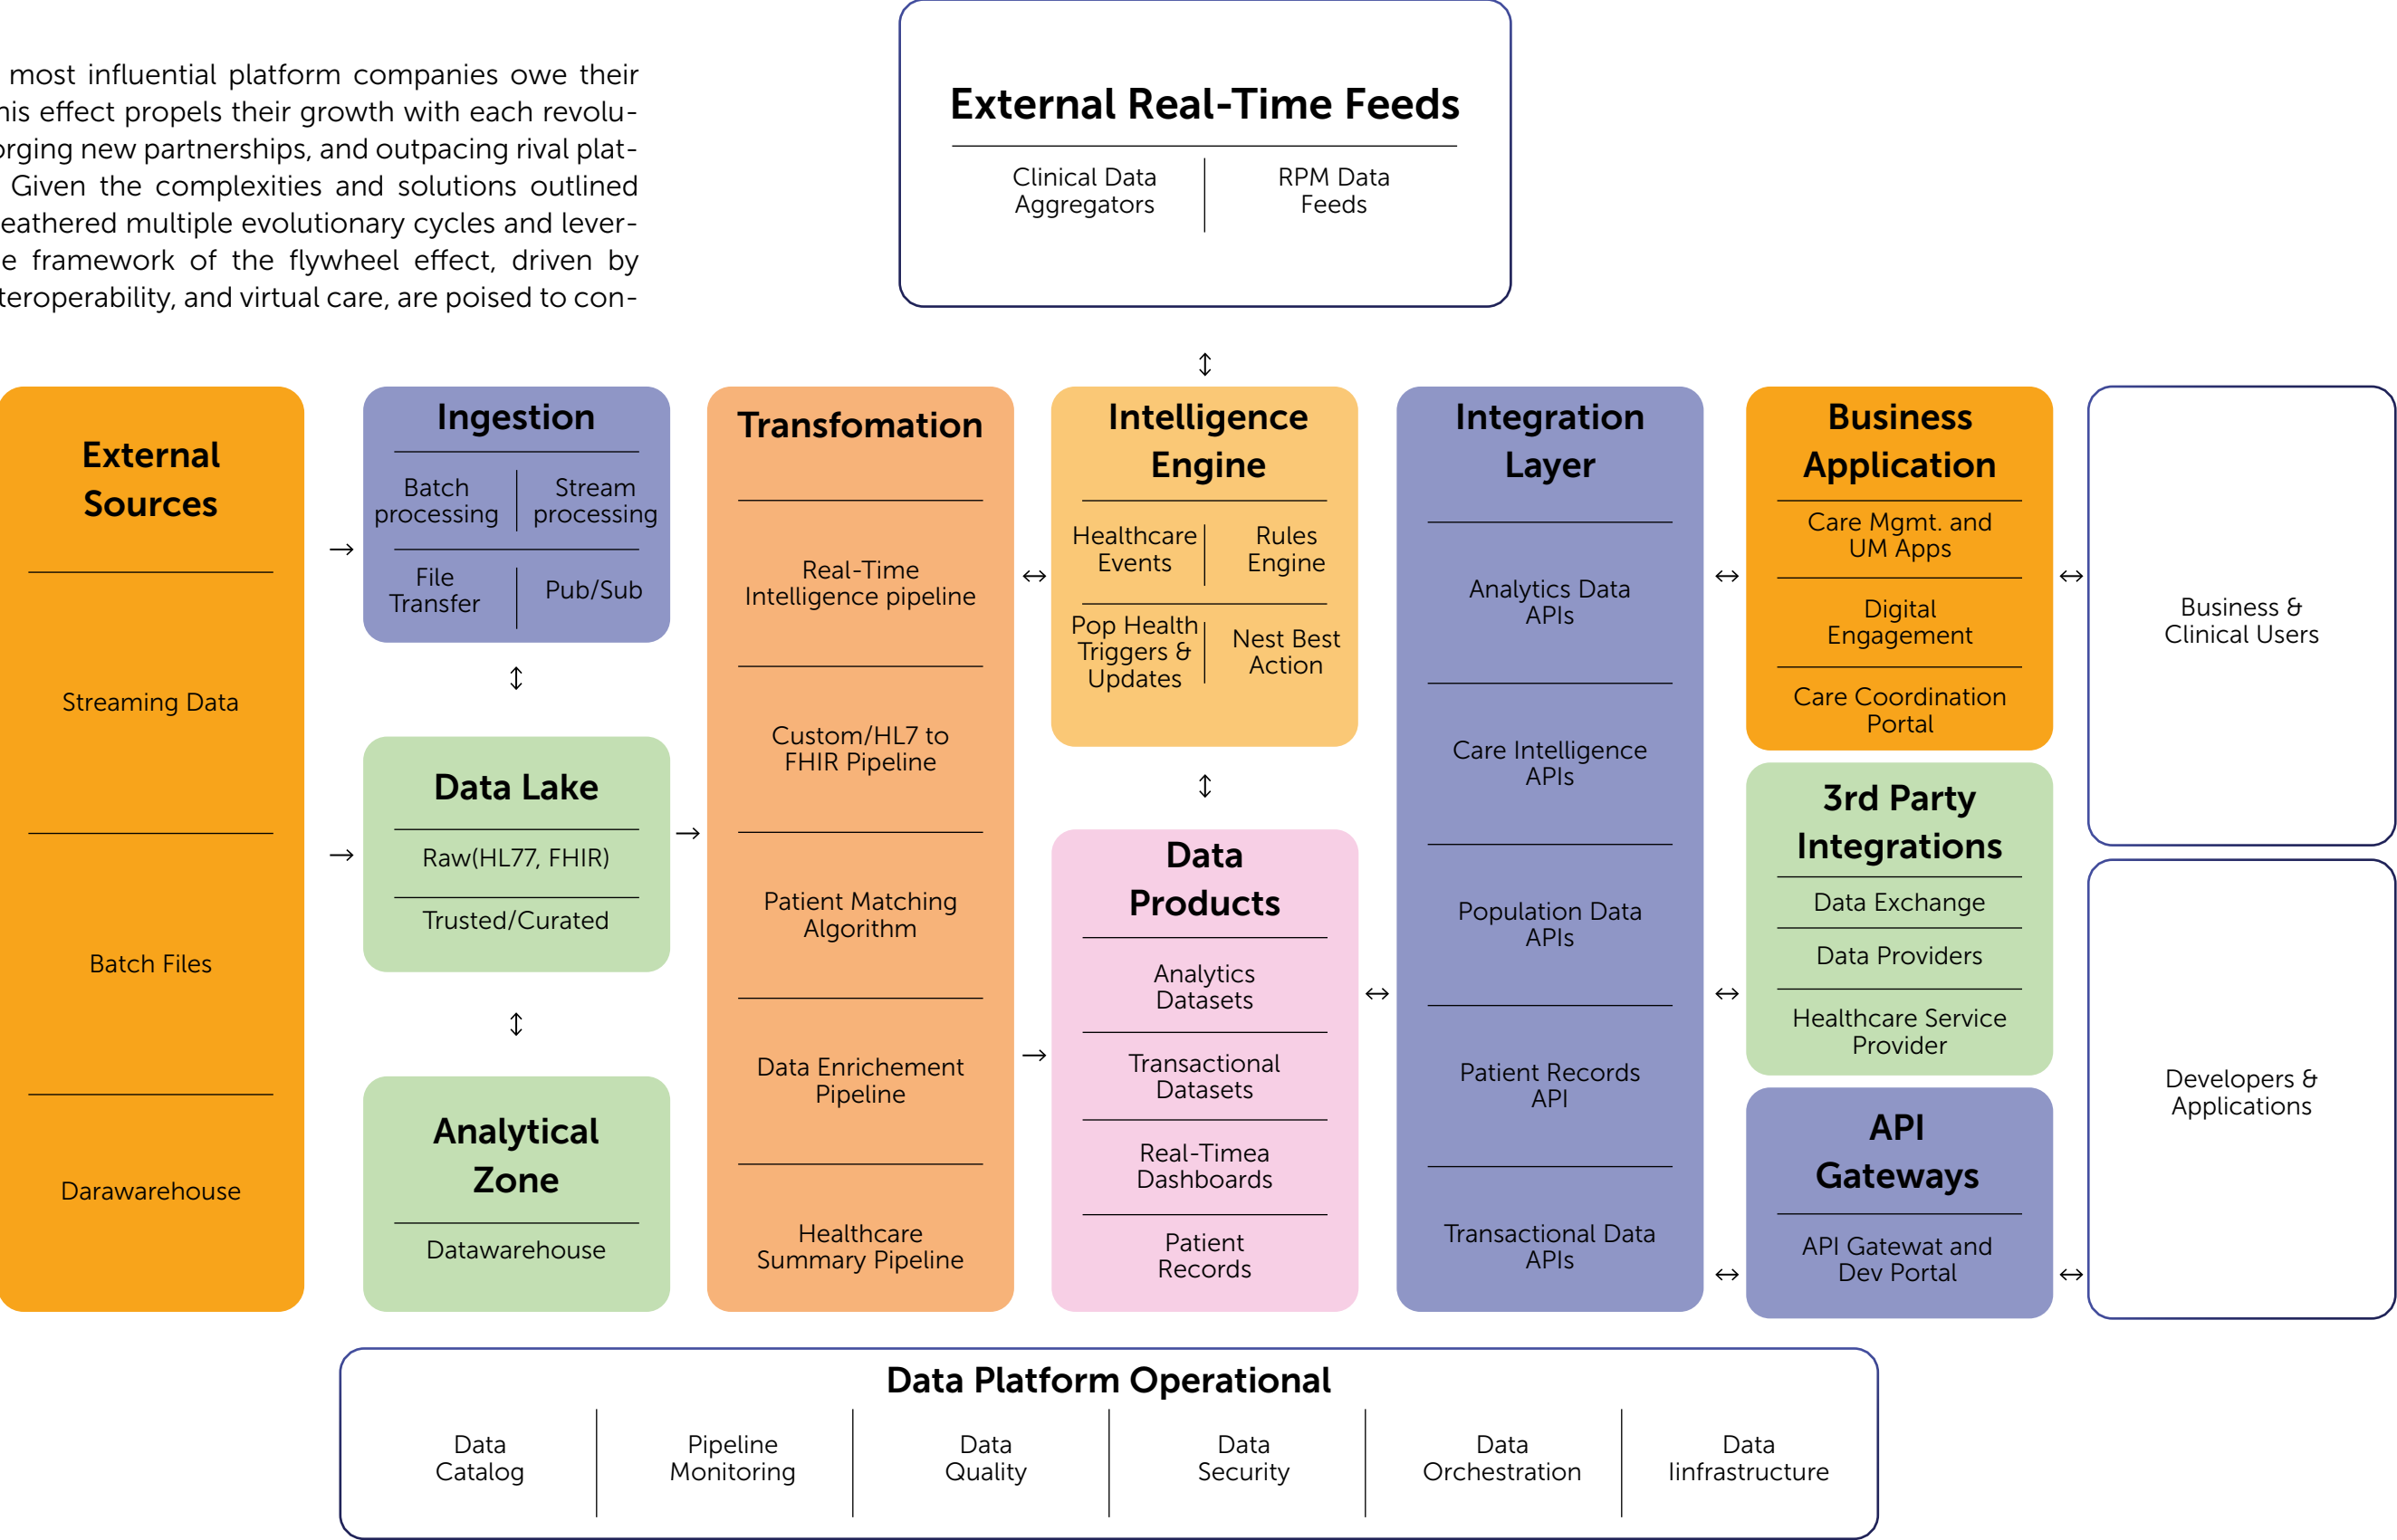 most influential platform companies owe their
his effect propels their growth with each revolu-
orging new partnerships, and outpacing rival plat-
Given the complexities and solutions outlined
eathered multiple evolutionary cycles and lever-
e framework of the flywheel effect, driven by
teroperability, and virtual care, are poised to con-
External Real-Time Feeds
Clinical Data
Aggregators
RPM Data
Feeds
External
Sources
Streaming Data
Batch Files
Darawarehouse
Ingestion
Batch
processing
Stream
processing
File
Transfer
Pub/Sub
Data Lake
Raw(HL77, FHIR)
Trusted/Curated
Analytical
Zone
Datawarehouse
Transfomation
Real-Time
Intelligence pipeline
Custom/HL7 to
FHIR Pipeline
Patient Matching
Algorithm
Data Enrichement
Pipeline
Healthcare
Summary Pipeline
Intelligence
Engine
Healthcare
Events
Rules
Engine
Pop Health
Triggers &
Updates
Nest Best
Action
Data
Products
Analytics
Datasets
Transactional
Datasets
Real-Timea
Dashboards
Patient
Records
Integration
Layer
Analytics Data
APIs
Care Intelligence
APIs
Population Data
APIs
Patient Records
API
Transactional Data
APIs
Business
Application
Care Mgmt. and
UM Apps
Digital
Engagement
Care Coordination
Portal
3rd Party
Integrations
Data Exchange
Data Providers
Healthcare Service
Provider
API
Gateways
API Gatewat and
Dev Portal
Business &
Clinical Users
Developers &
Applications
Data Platform Operational
Data
Catalog
Pipeline
Monitoring
Data
Quality
Data
Security
Data
Orchestration
Data
Iinfrastructure